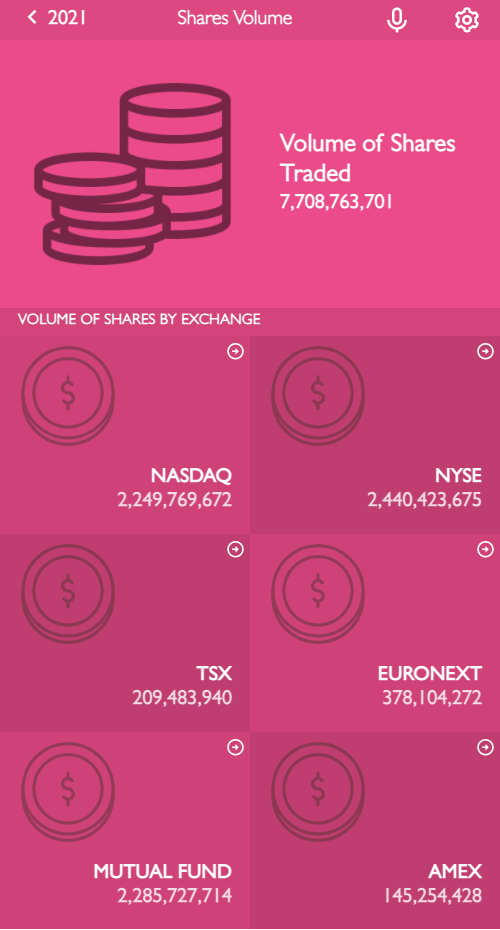 2021
Shares Volume
Volume of Shares
Traded
7,708,763,701
VOLUME OF SHARES BY EXCHANGE
$
NASDAQ
2,249,769,672
$
NYSE
2,440,423,675
$
TSX
209,483,940
$
EURONEXT
378,104,272
$
MUTUAL FUND
2,285,727,714
$
AMEX
145,254,428